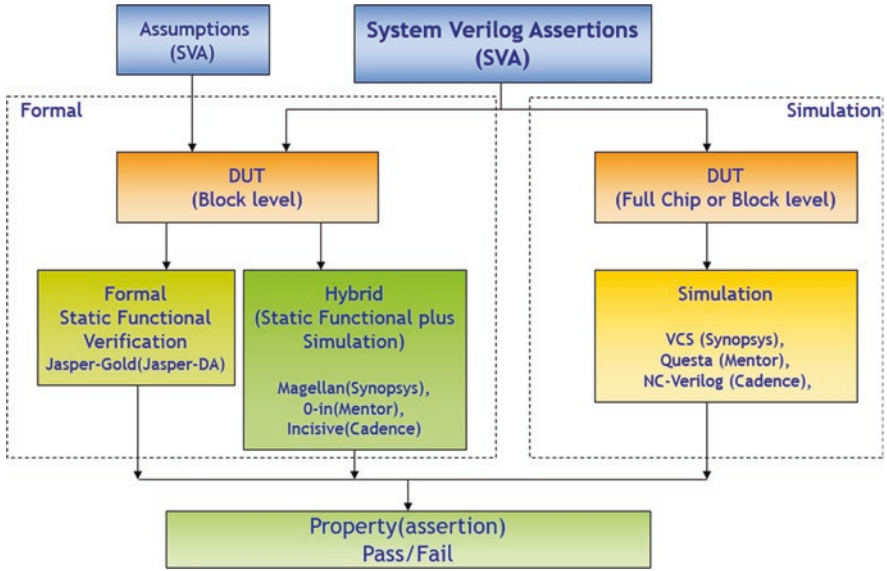 Assumptions
(SVA)
System Verilog Assertions
(SVA)
Formal
Simulation
DUT
(Block level)
DUT
(Full Chip or Block level)
Formal
Static Functional
Verification
Jasper-Gold(Jasper-DA)
Hybrid
(Static Functional plus
Simulation)
Magellan(Synopsys),
0-in(Mentor),
Incisive(Cadence)
Simulation
VCS (Synopsys),
Questa (Mentor),
NC-Verilog (Cadence),
Property(assertion)
Pass/Fail